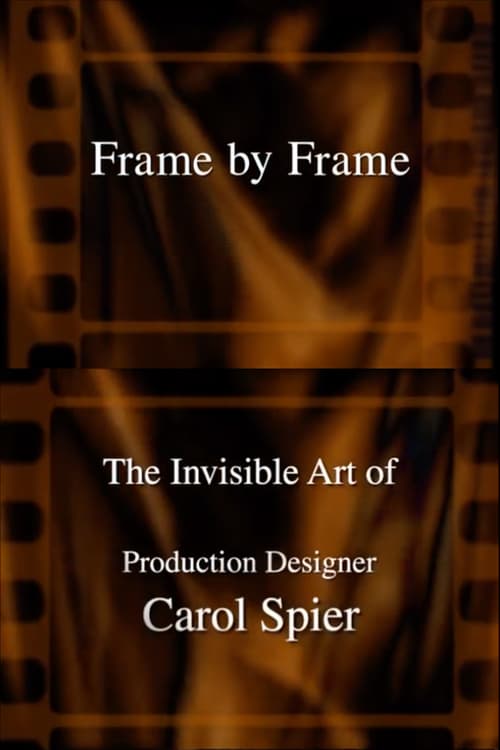 Frame by Frame
The Invisible Art of
Production Designer
Carol Spier